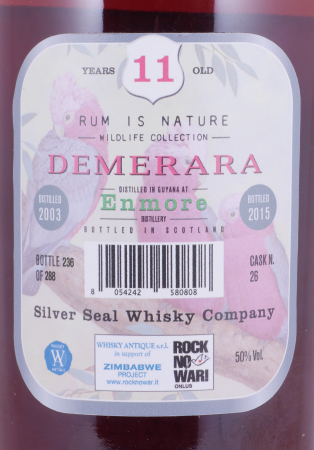 YEARS 11 OLD
RUM IS NATURE
WILDLIFE COLLECTION
DEMERARA
DISTILLED IN GUYANA AT
DISTILLED
2003
Enmore
BOTTLED
2015
DISTILLERY
BOTTLED IN SCOTLAND
BOTTLE 236
OF 288
CASK N.
26
8 054242 580808
Silver Seal Whisky Company
WHISKY ANTIQUE s.r.l.
in support of
ZIMBABWE
PROJECT
www.rocknowar.it
ROCK
NO
WAR!
ONLUS
50% Vol.